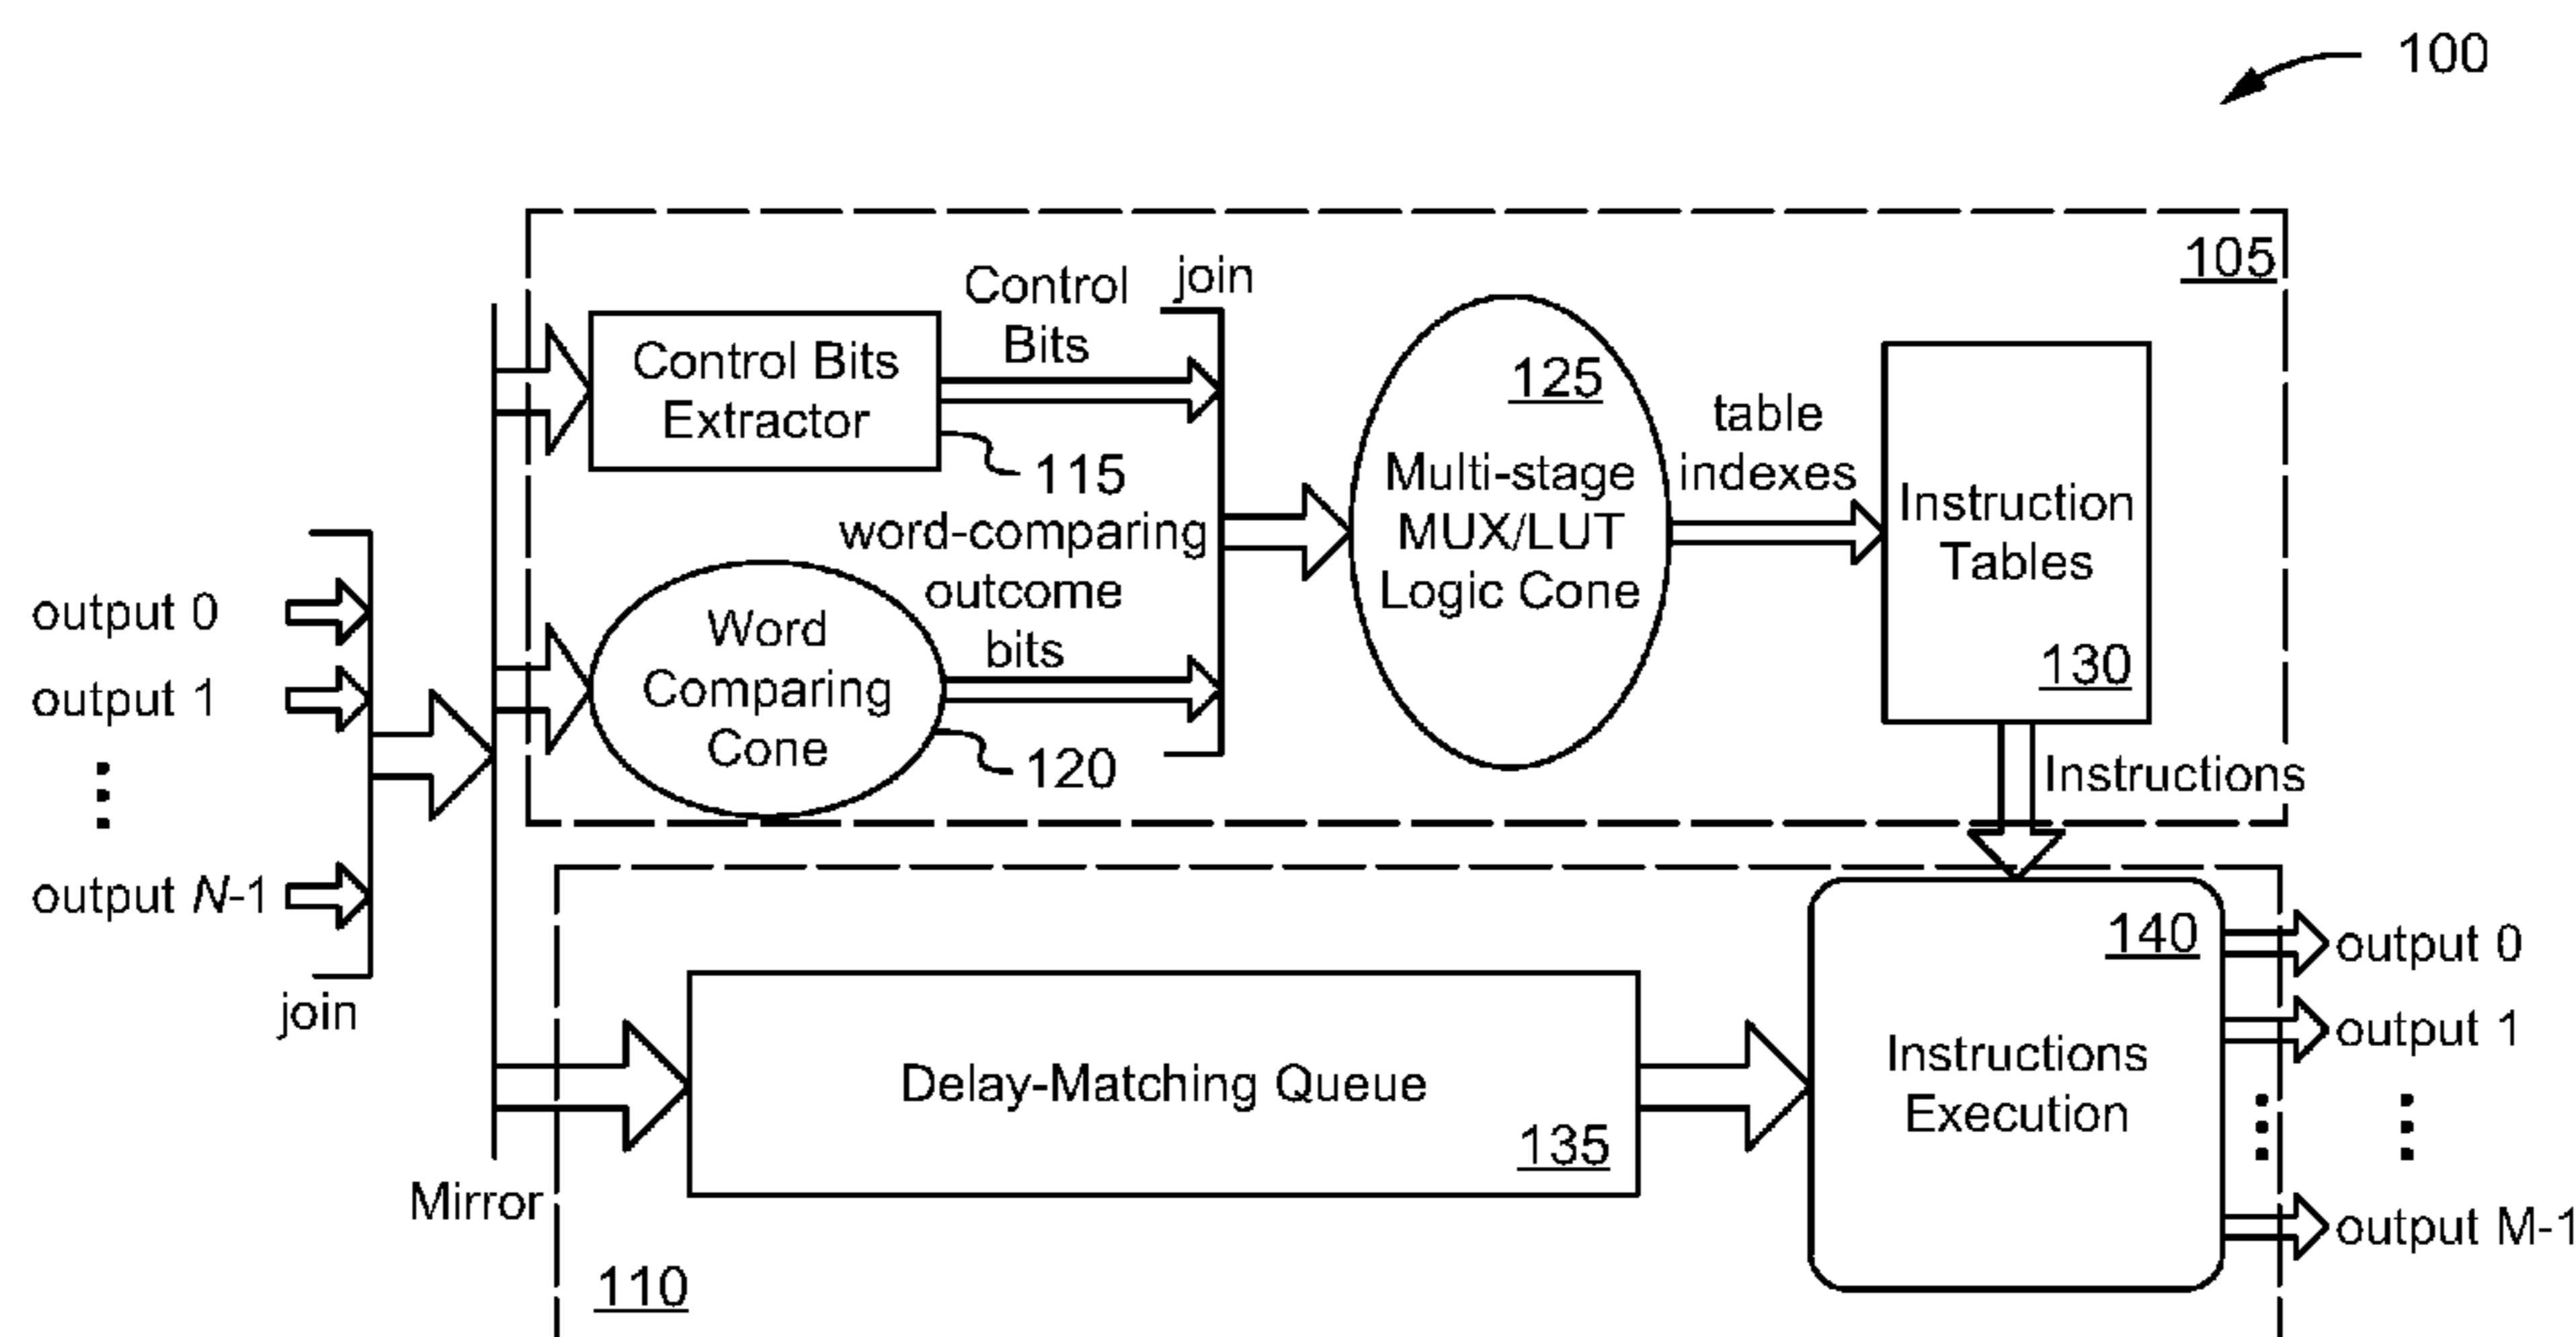 100
105
Control
Bits
join
Control Bits
Extractor
115
125
Multi-stage
MUX/LUT
Logic Cone
table
indexes
Instruction
Tables
130
word-comparing
outcome
bits
Word
Comparing
Cone
120
Instructions
output 0
output 1
output N-1
join
Mirror
110
Delay-Matching Queue
135
140
Instructions
Execution
output 0
output 1
output M-1